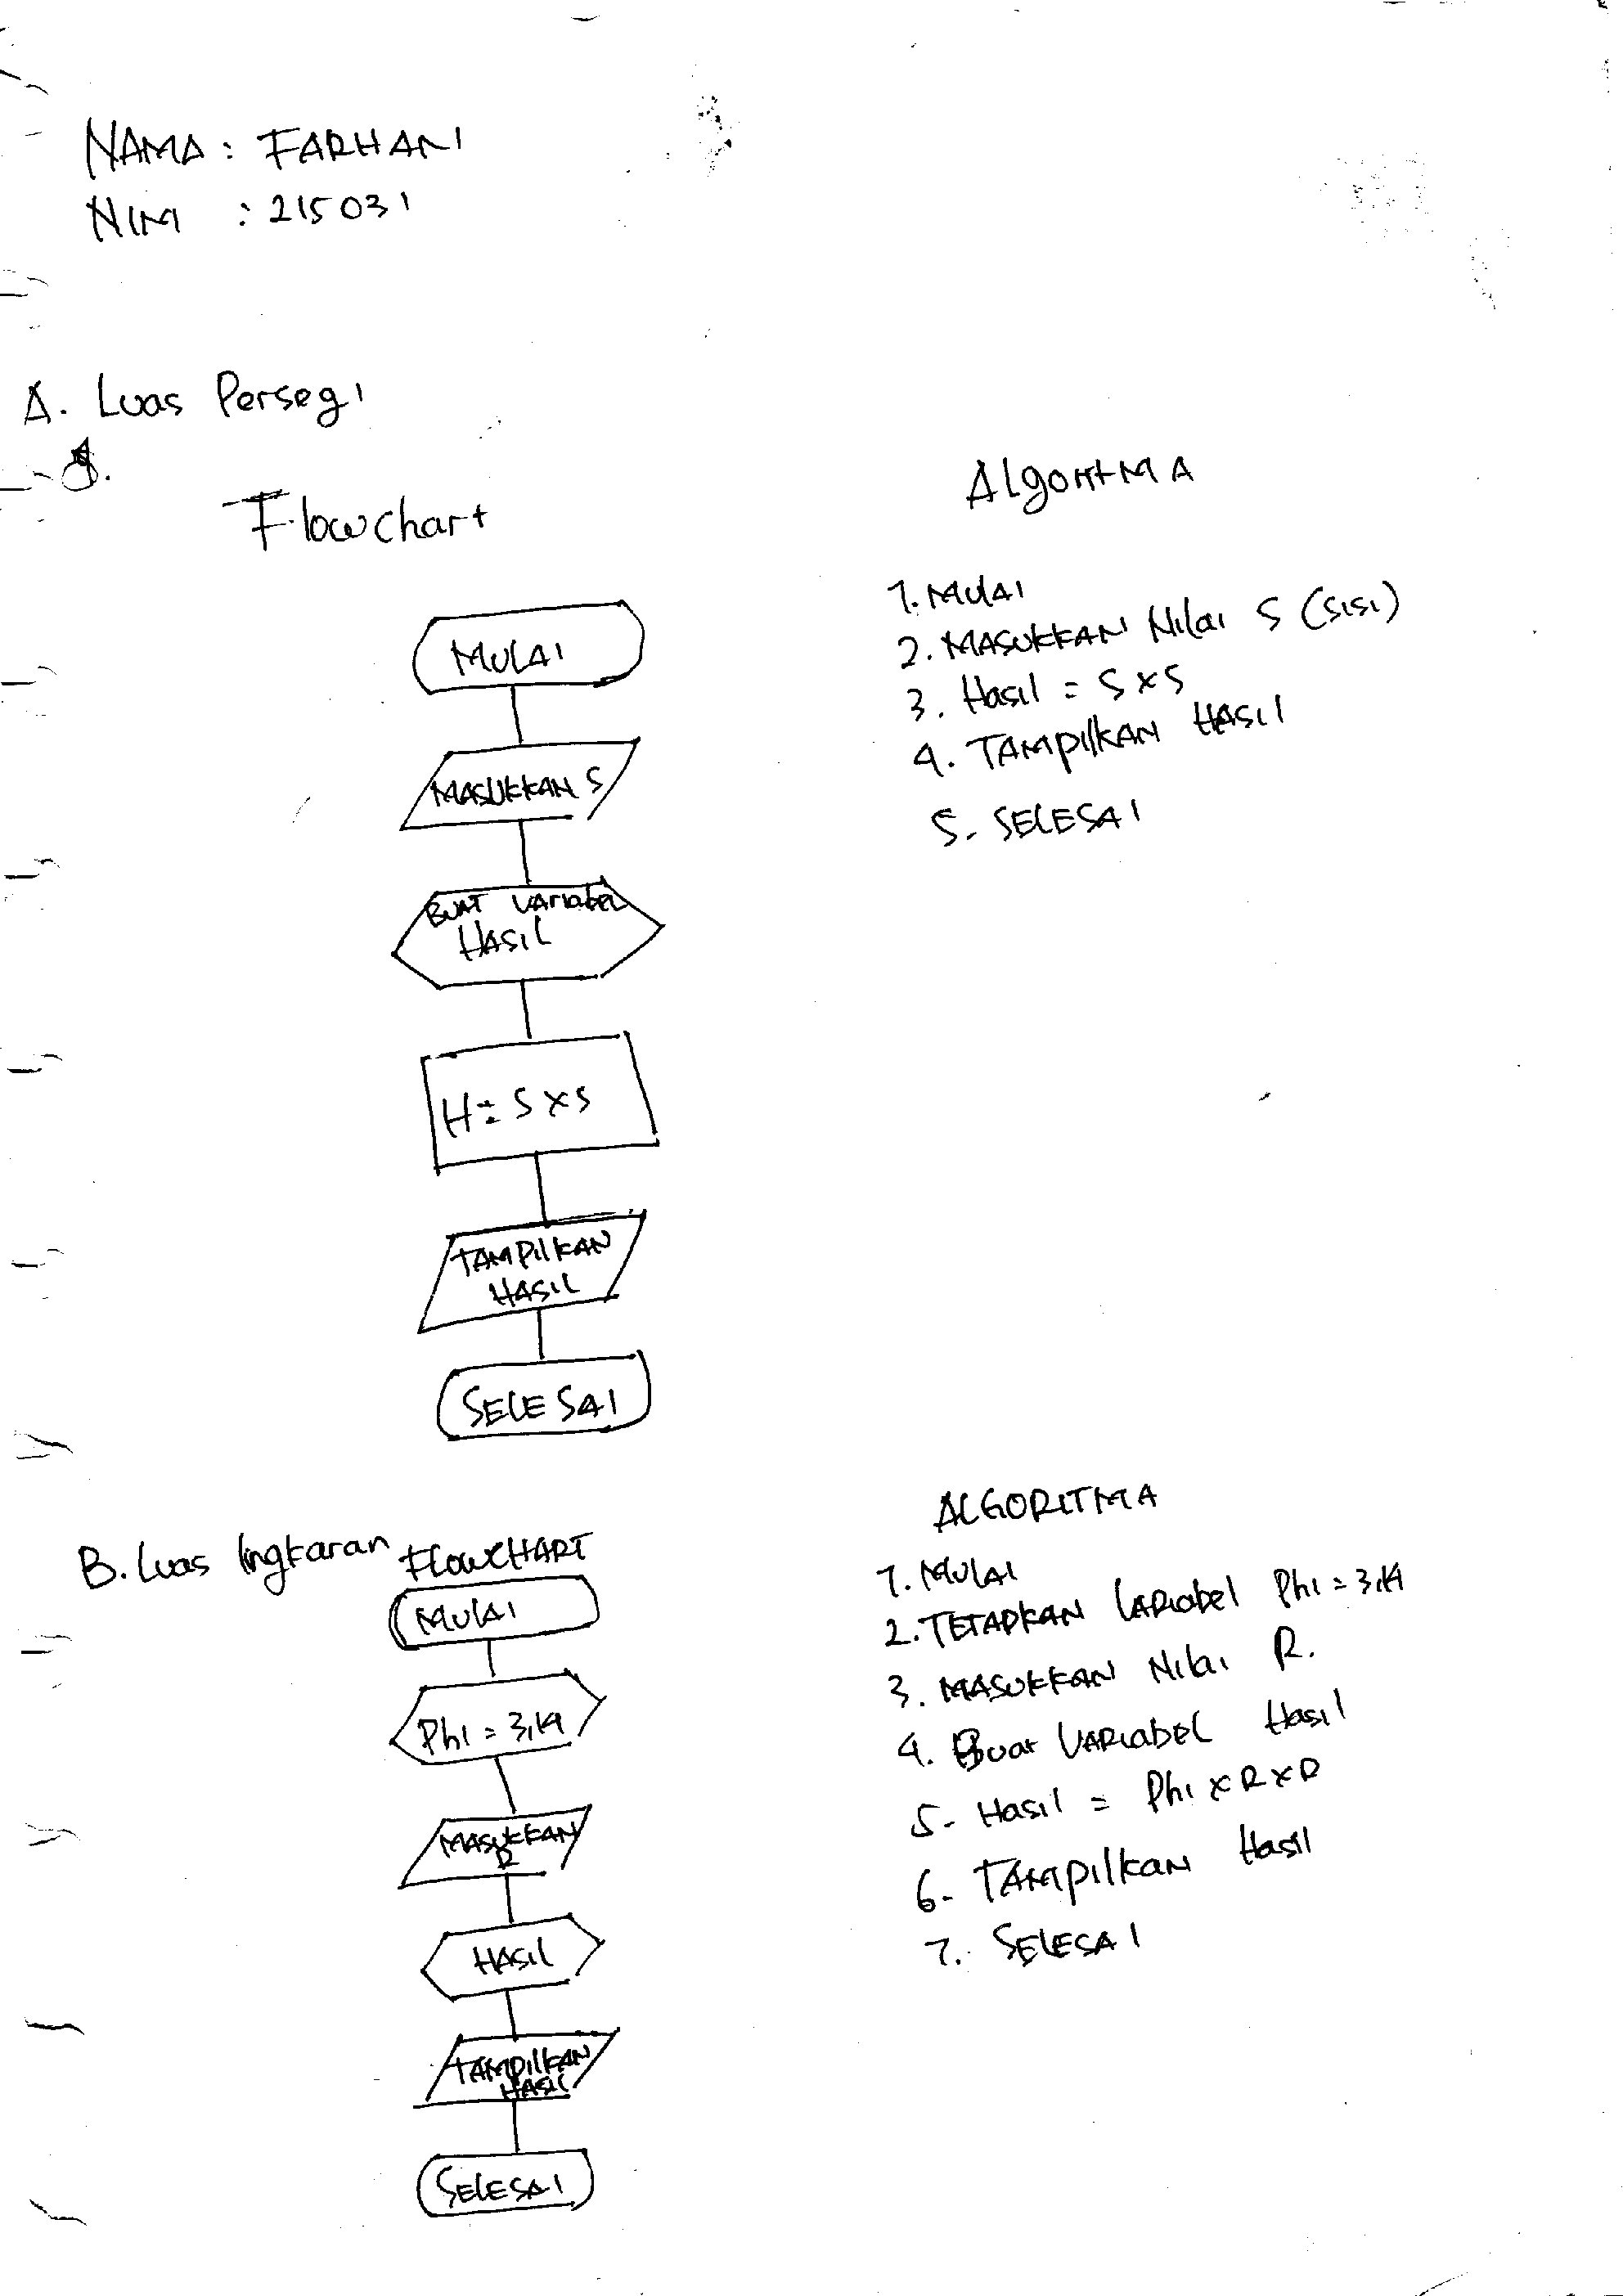 NAMA : FARHAN
NIM : 215031
A. Luas Persegi
Flowchart
MULAI
MASUKKAN S
BUAT Variabel
HASIL
H = S x S
TAMPILKAN
HASIL
SELESAI
Algoritma
1. Mulai
2. MASUKKAN Nilai S (sisi)
3. Hasil = S x S
4. TAMPilKAN HASIl
5. SELESAI
B. Luas lingkaran
FlowCHART
MULAI
Phi = 3,14
MASUKKAN
R
HASIL
TAMPilKAN
HASIL
SELESAI
ALGORITMA
1. MULAI
2. TETAPKAN VARiabel Phi = 3,14
3. MASUKKAN Nilai R.
4. Buat VARiabel Hasil
5. Hasil = Phi x R x R
6. TAMPilkan Hasil
7. SELESAI